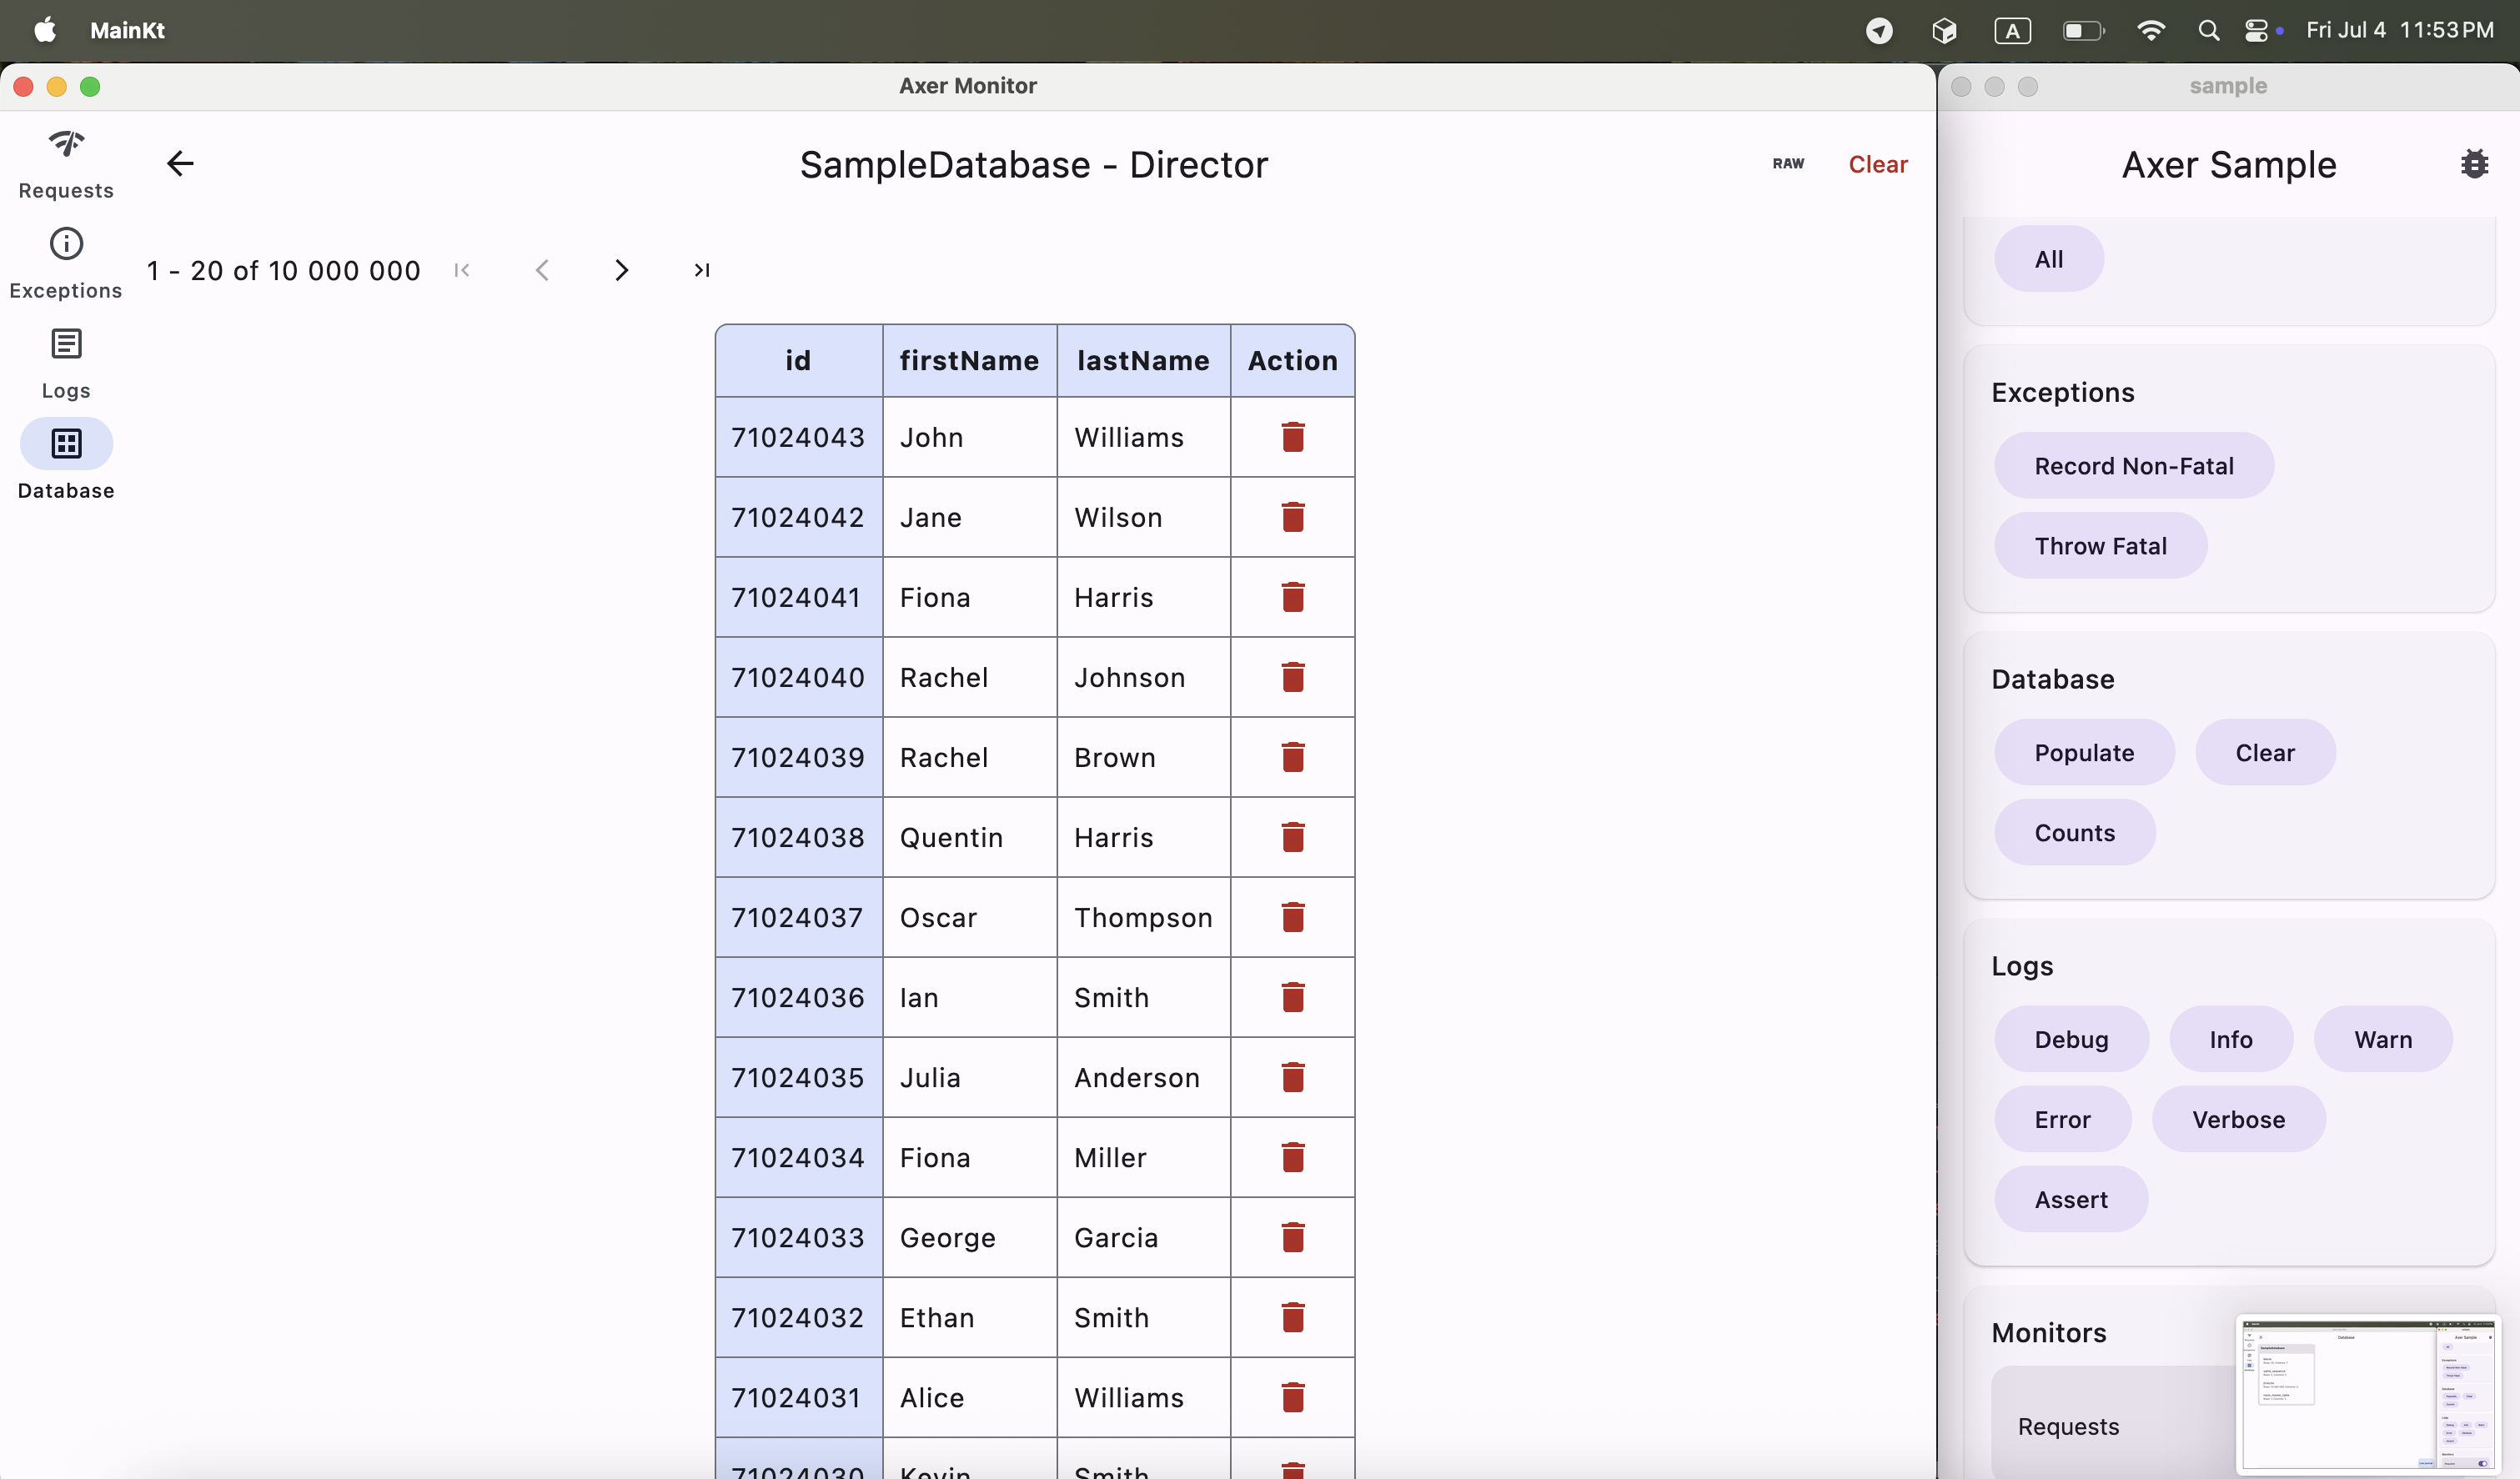 MainKt
A
Fri Jul 4 11:53 PM
Axer Monitor
Requests
Exceptions
Logs
Database
SampleDatabase - Director
RAW
Clear
1 - 20 of 10 000 000
id firstName lastName Action
71024043 John Williams
71024042 Jane Wilson
71024041 Fiona Harris
71024040 Rachel Johnson
71024039 Rachel Brown
71024038 Quentin Harris
71024037 Oscar Thompson
71024036 Ian Smith
71024035 Julia Anderson
71024034 Fiona Miller
71024033 George Garcia
71024032 Ethan Smith
71024031 Alice Williams
71024030 Kevin Smith
sample
Axer Sample
All
Exceptions
Record Non-Fatal
Throw Fatal
Database
Populate Clear
Counts
Logs
Debug Info Warn
Error Verbose
Assert
Monitors
Requests